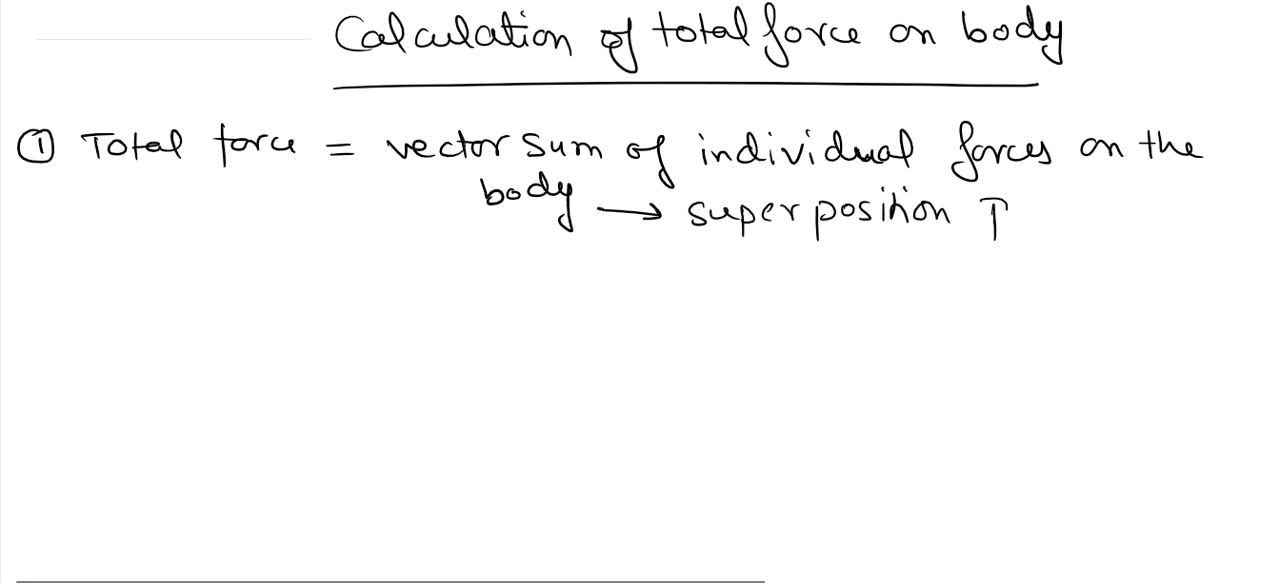 Calculation of total force on body
① Total force = vector sum of individual forces on the
body → superposition T